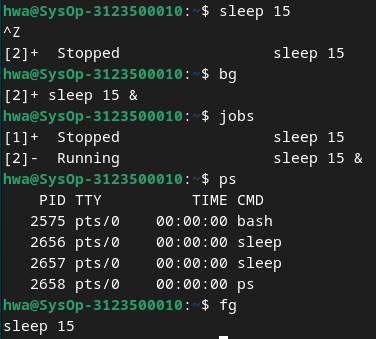 hwa@SysOp-3123500010:~$ sleep 15
^Z
[2]+  Stopped                 sleep 15
hwa@SysOp-3123500010:~$ bg
[2]+ sleep 15 &
hwa@SysOp-3123500010:~$ jobs
[1]+  Stopped                 sleep 15
[2]-  Running                 sleep 15 &
hwa@SysOp-3123500010:~$ ps
    PID TTY          TIME CMD
   2575 pts/0    00:00:00 bash
   2656 pts/0    00:00:00 sleep
   2657 pts/0    00:00:00 sleep
   2658 pts/0    00:00:00 ps
hwa@SysOp-3123500010:~$ fg
sleep 15